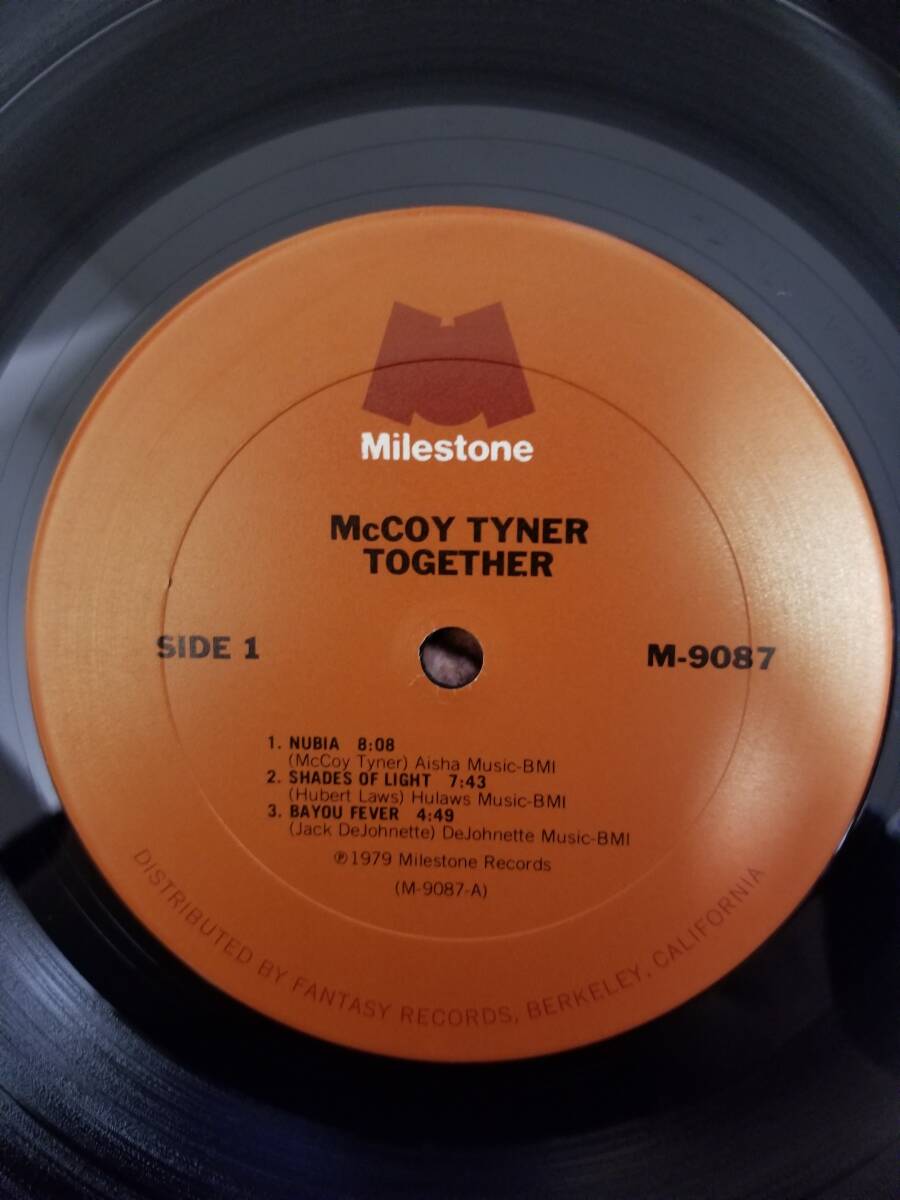 Milestone
McCOY TYNER
TOGETHER
SIDE 1
M-9087
1. NUBIA 8:08
(McCoy Tyner) Aisha Music-BMI
2. SHADES OF LIGHT 7:43
(Hubert Laws) Hulaws Music-BMI
3. BAYOU FEVER 4:49
(Jack DeJohnette) DeJohnette Music-BMI
℗1979 Milestone Records
(M-9087-A)
DISTRIBUTED BY FANTASY RECORDS, BERKELEY, CALIFORNIA